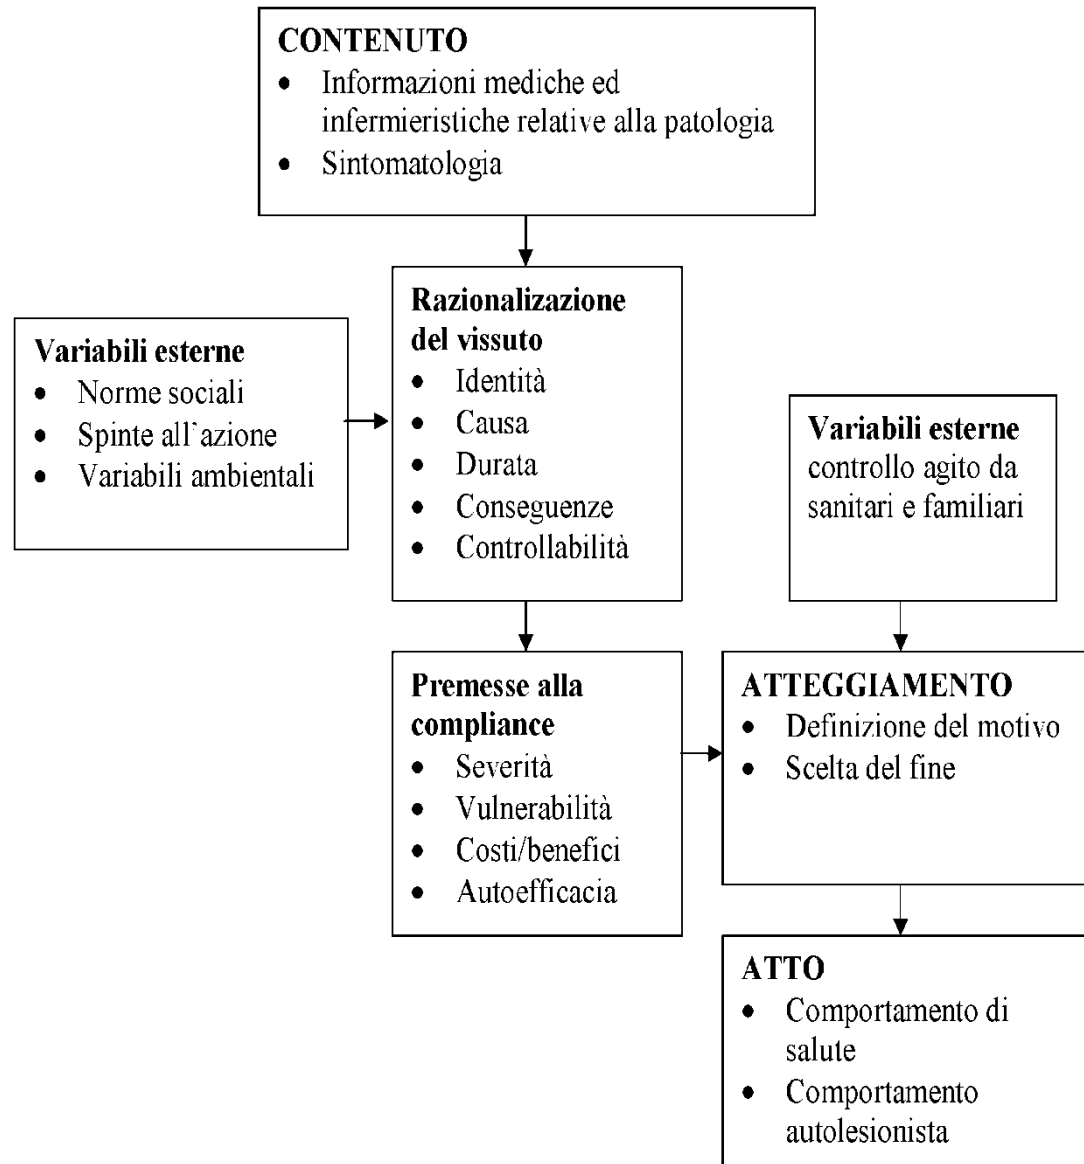 CONTENUTO
• Informazioni mediche ed
infermieristiche relative alla patologia
• Sintomatologia
Razionalizzazione
del vissuto
• Identità
• Causa
• Durata
• Conseguenze
• Controllabilità
Variabili esterne
• Norme sociali
• Spinte all`azione
• Variabili ambientali
Variabili esterne
controllo agito da
sanitari e familiari
Premesse alla
compliance
• Severità
• Vulnerabilità
• Costi/benefici
• Autoefficacia
ATTEGGIAMENTO
• Definizione del motivo
• Scelta del fine
ATTO
• Comportamento di
salute
• Comportamento
autolesionista